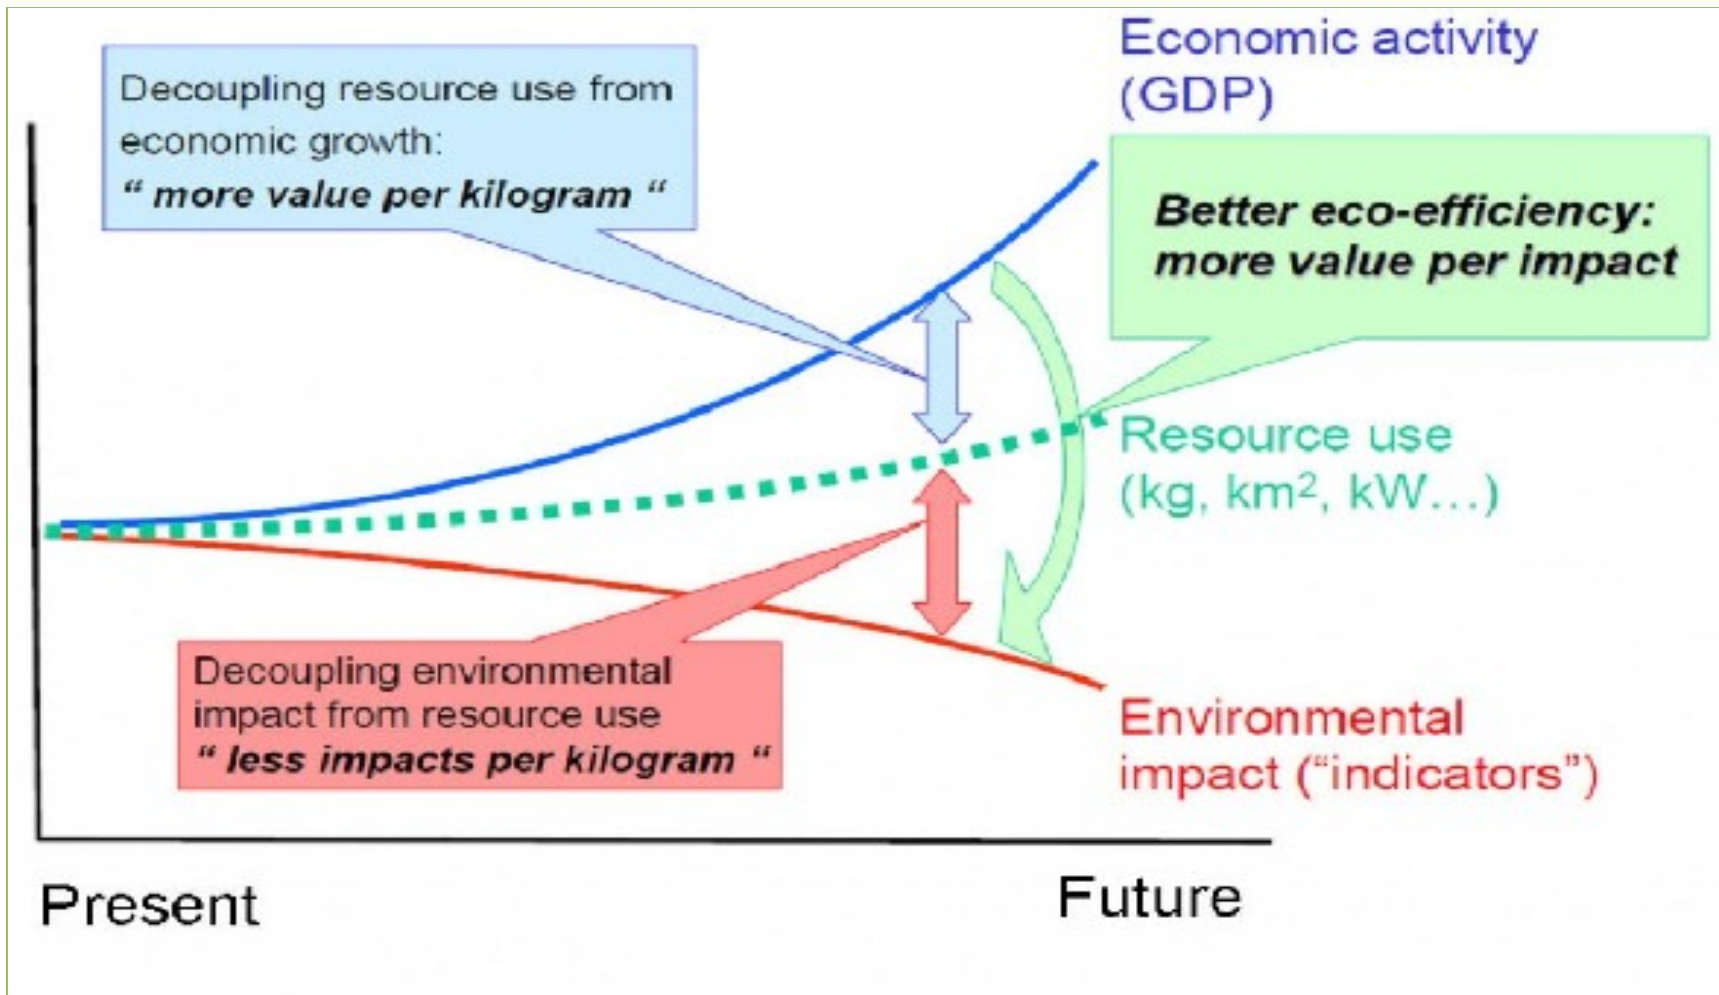 Economic activity
(GDP)
Decoupling resource use from
economic growth:
“ more value per kilogram “
Better eco-efficiency:
more value per impact
Resource use
(kg, km², kW…)
Decoupling environmental
impact from resource use
“ less impacts per kilogram “
Environmental
impact (“indicators”)
Present
Future